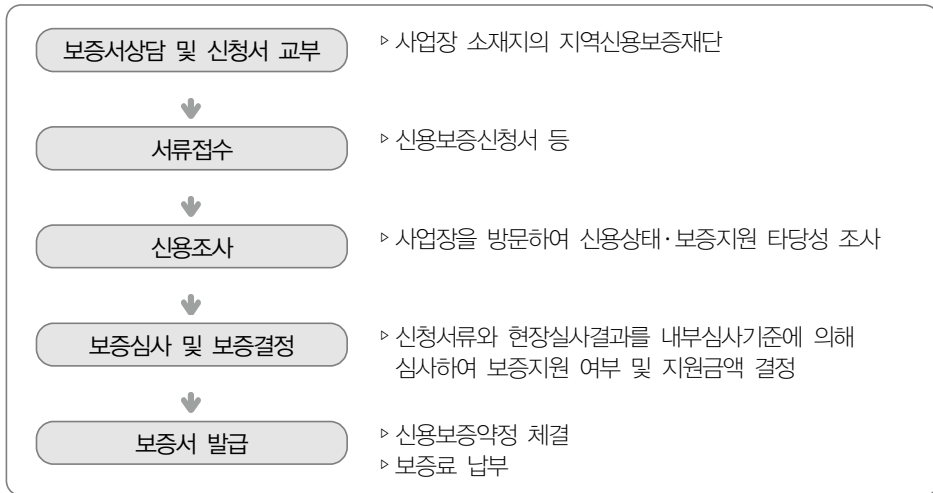 보증서상담 및 신청서 교부
▹ 사업장 소재지의 지역신용보증재단
서류접수
▹ 신용보증신청서 등
신용조사
▹ 사업장을 방문하여 신용상태·보증지원 타당성 조사
보증심사 및 보증결정
▹ 신청서류와 현장실사결과를 내부심사기준에 의해
심사하여 보증지원 여부 및 지원금액 결정
보증서 발급
▹ 신용보증약정 체결
▹ 보증료 납부